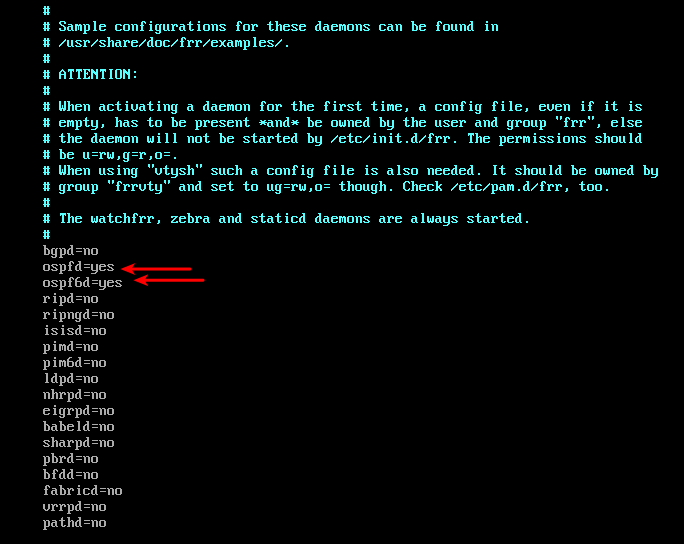 #
# Sample configurations for these daemons can be found in
# /usr/share/doc/frr/examples/.
#
# ATTENTION:
#
# When activating a daemon for the first time, a config file, even if it is
# empty, has to be present *and* be owned by the user and group "frr", else
# the daemon will not be started by /etc/init.d/frr. The permissions should
# be u=rw,g=r,o=.
# When using "vtysh" such a config file is also needed. It should be owned by
# group "frrvty" and set to ug=rw,o= though. Check /etc/pam.d/frr, too.
#
# The watchfrr, zebra and staticd daemons are always started.
#
bgpd=no
ospfd=yes
ospf6d=yes
ripd=no
ripngd=no
isisd=no
pimd=no
pim6d=no
ldpd=no
nhrpd=no
eigrpd=no
babeld=no
sharpd=no
pbrd=no
bfdd=no
fabricd=no
vrrpd=no
pathd=no